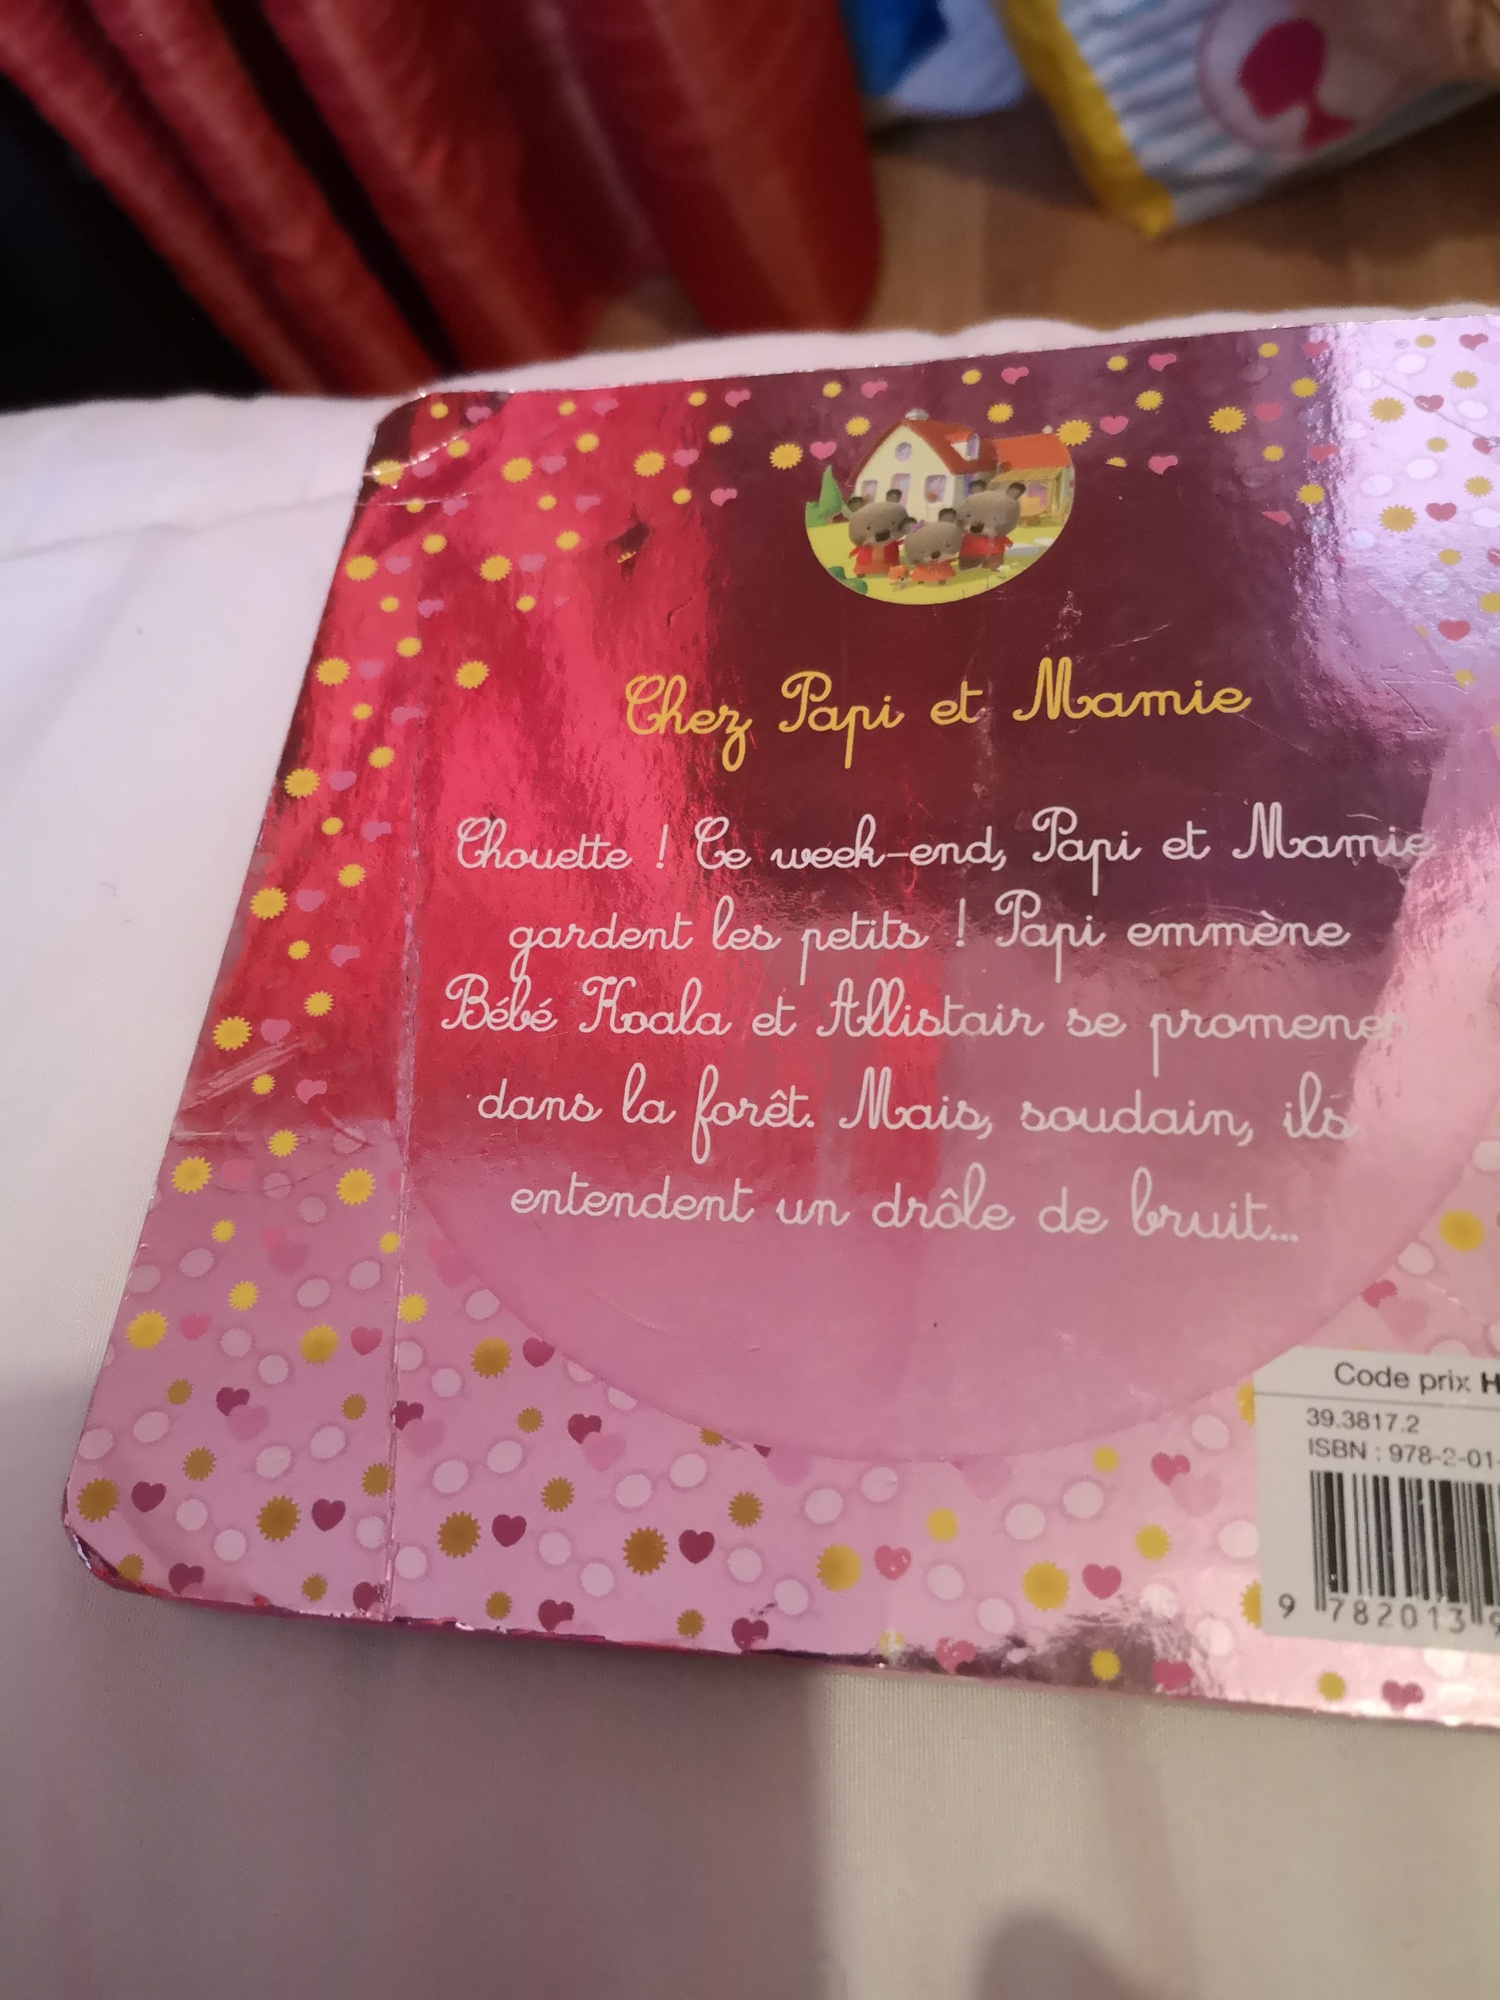 Chez Papi et Mamie
Chouette ! Ce week-end, Papi et Mamie
gardent les petits ! Papi emmène
Bébé Koala et Allistair se promener
dans la forêt. Mais, soudain, ils
entendent un drôle de bruit...
Code prix H
39.3817.2
ISBN : 978-2-01-
9 782013 9